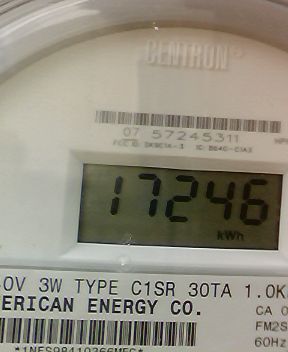 CENTRON
07 57245311
17246
kWh
0V 3W TYPE C1SR 30TA 1.0K
ERICAN ENERGY CO.
CA 0
FM2S
60Hz